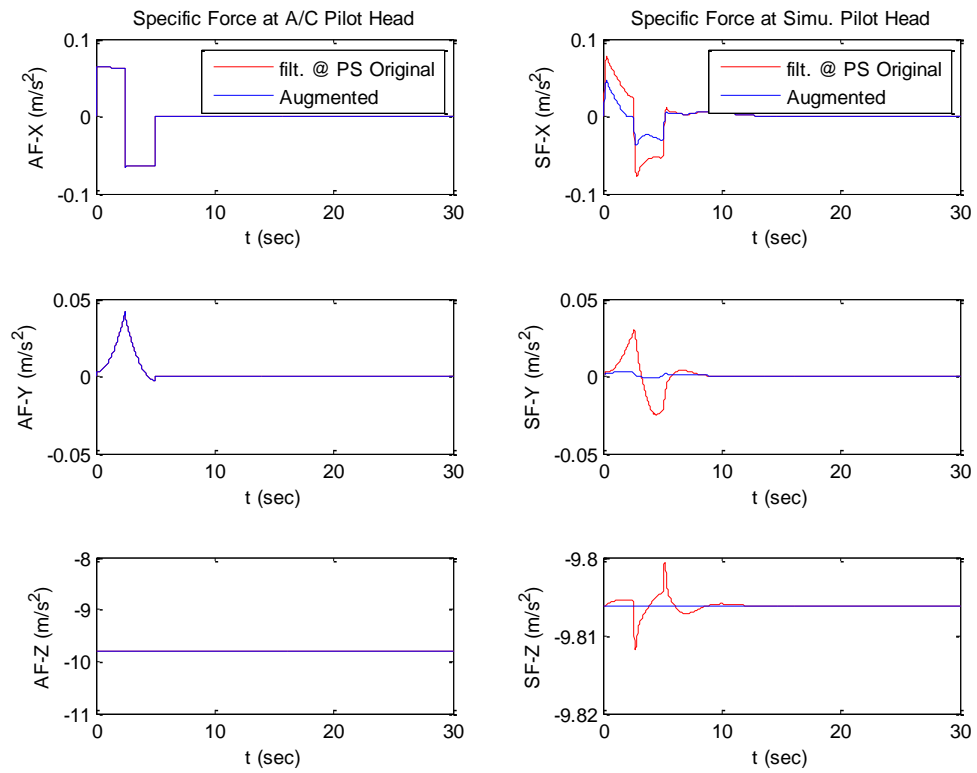 Specific Force at A/C Pilot Head
0.1
0
-0.1
AF-X (m/s²)
0
10
20
30
t (sec)
filt. @ PS Original
Augmented
Specific Force at Simu. Pilot Head
0.1
0
-0.1
SF-X (m/s²)
0
10
20
30
t (sec)
filt. @ PS Original
Augmented
0.05
0
-0.05
AF-Y (m/s²)
0
10
20
30
t (sec)
0.05
0
-0.05
SF-Y (m/s²)
0
10
20
30
t (sec)
-8
-9
-10
-11
AF-Z (m/s²)
0
10
20
30
t (sec)
-9.8
-9.81
-9.82
SF-Z (m/s²)
0
10
20
30
t (sec)